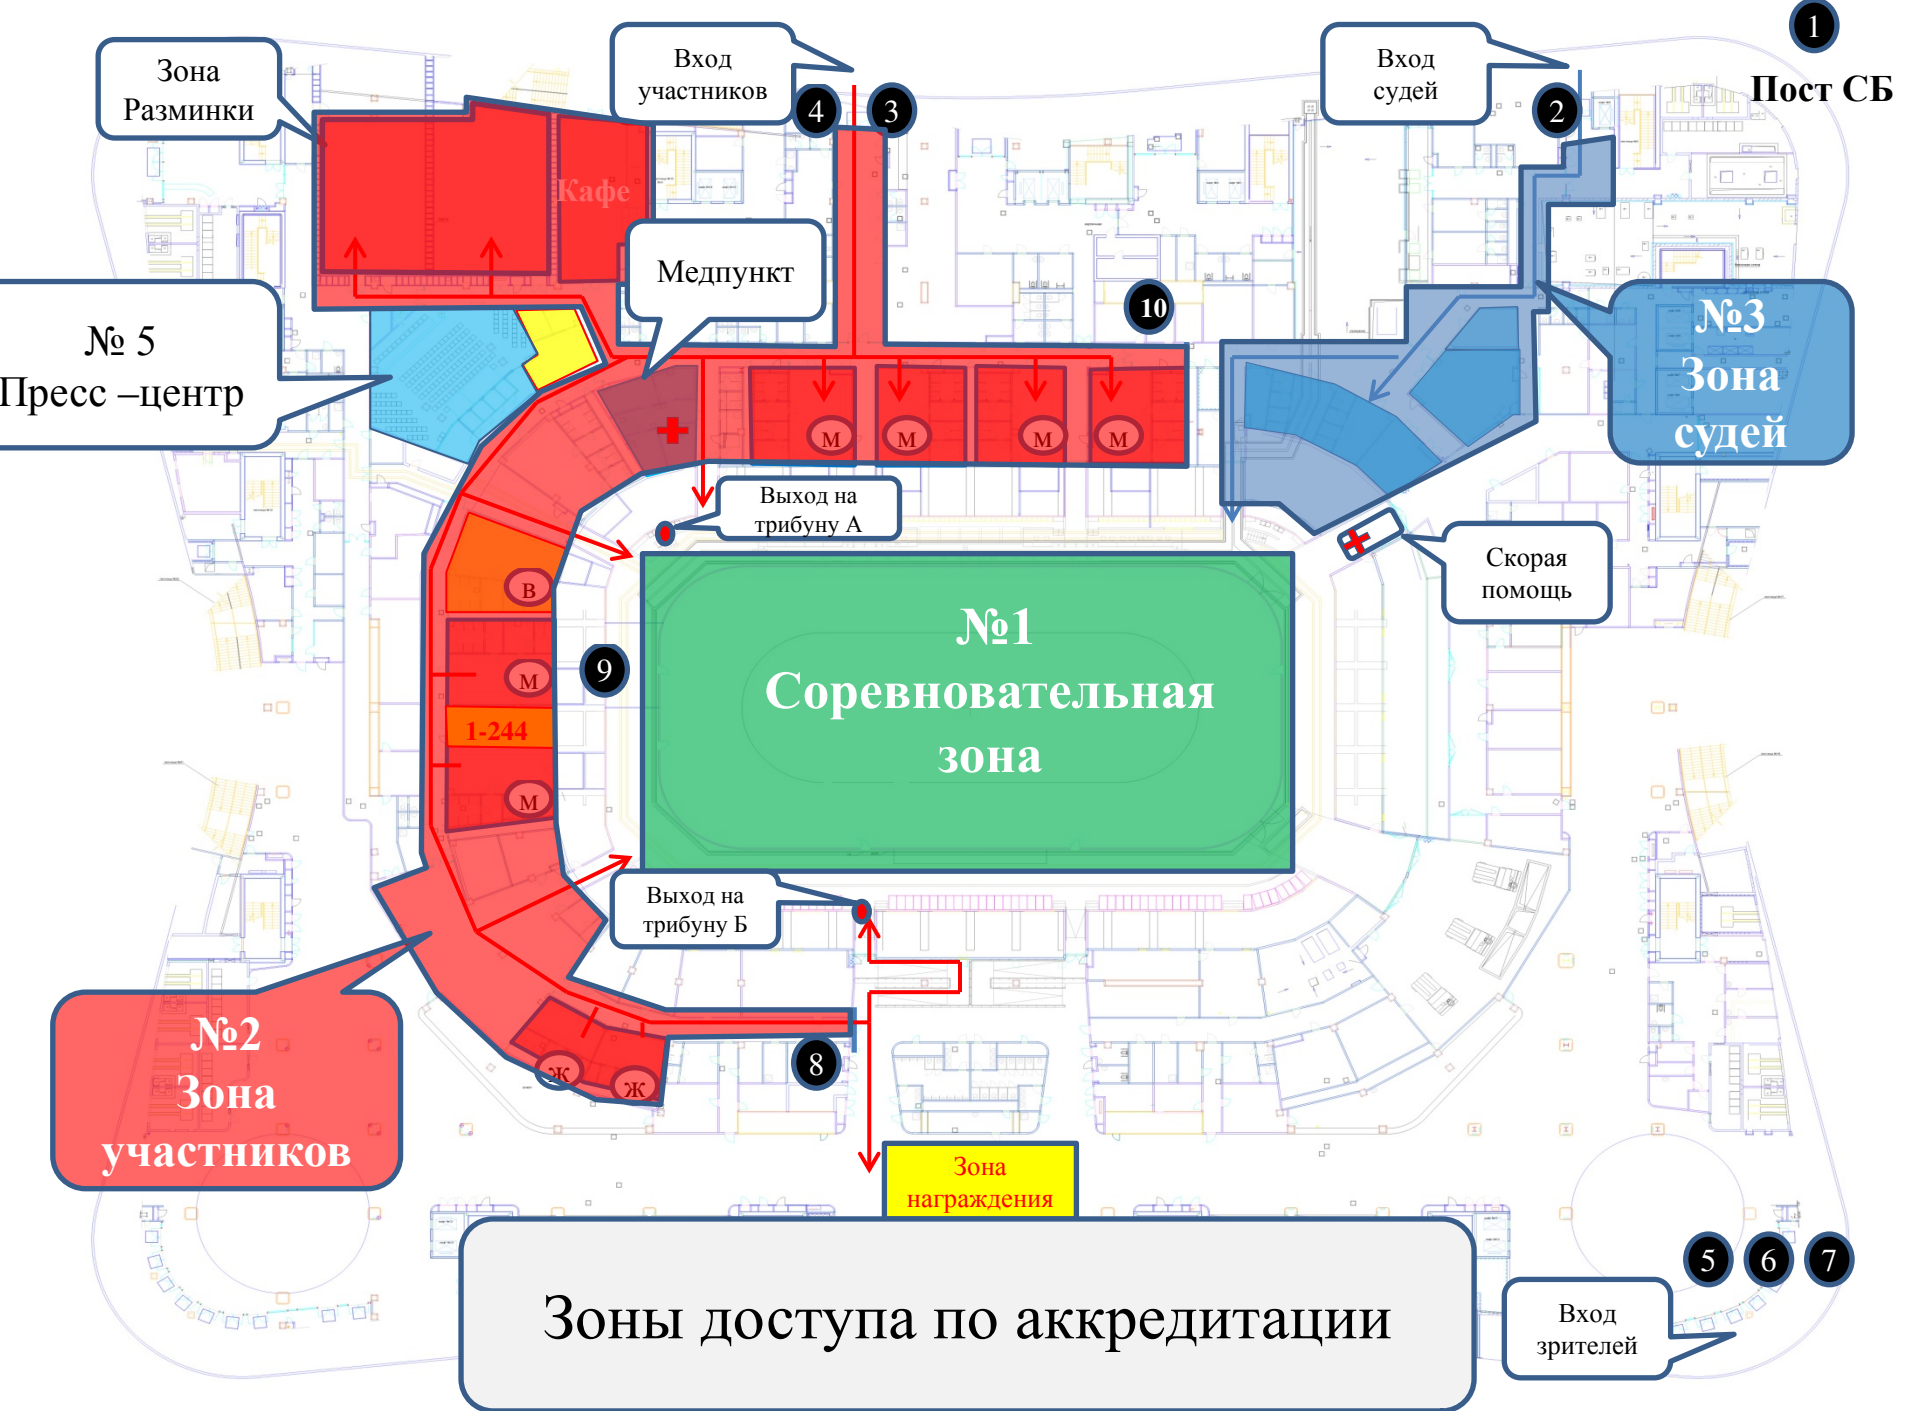 1
Пост СБ
Зона
Разминки
Вход
участников
4
3
Вход
судей
2
Кафе
Медпункт
10
№ 5
Пресс –центр
№3
Зона
судей
м
м
м
м
Выход на
трибуну А
Скорая
помощь
в
м
9
1-244
м
№1
Соревновательная
зона
Выход на
трибуну Б
№2
Зона
участников
ж
ж
8
Зона
награждения
5
6
7
Вход
зрителей
Зоны доступа по аккредитации